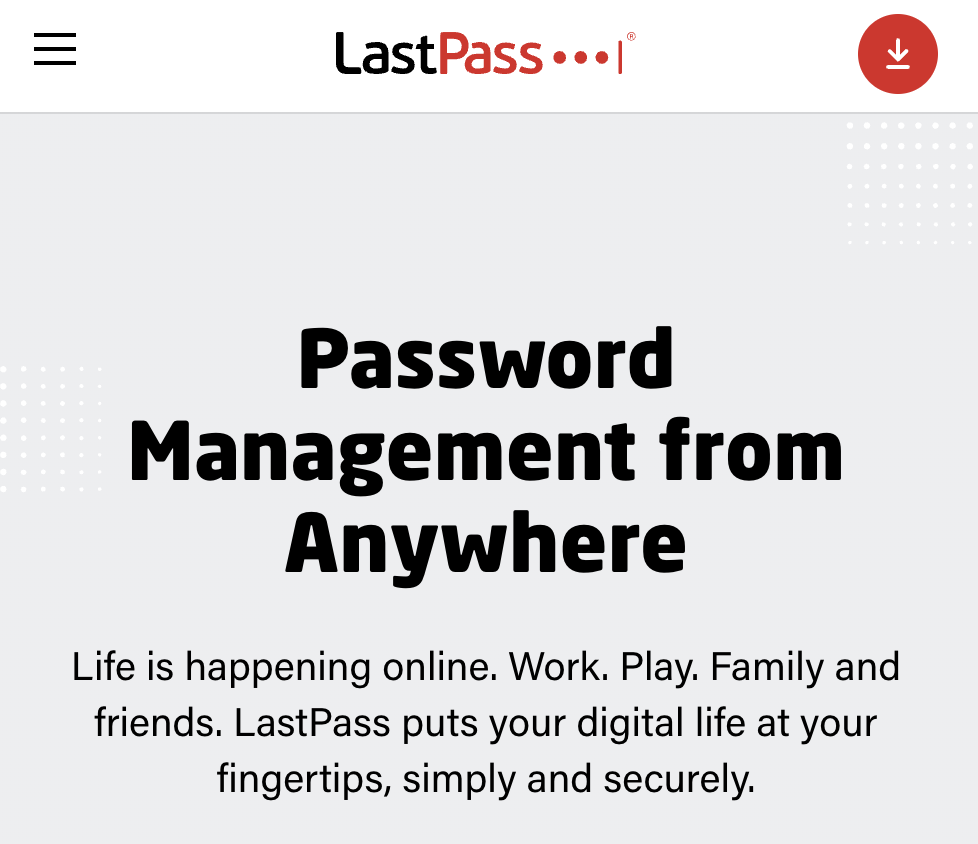 LastPass •••|®
Password
Management from
Anywhere
Life is happening online. Work. Play. Family and
friends. LastPass puts your digital life at your
fingertips, simply and securely.